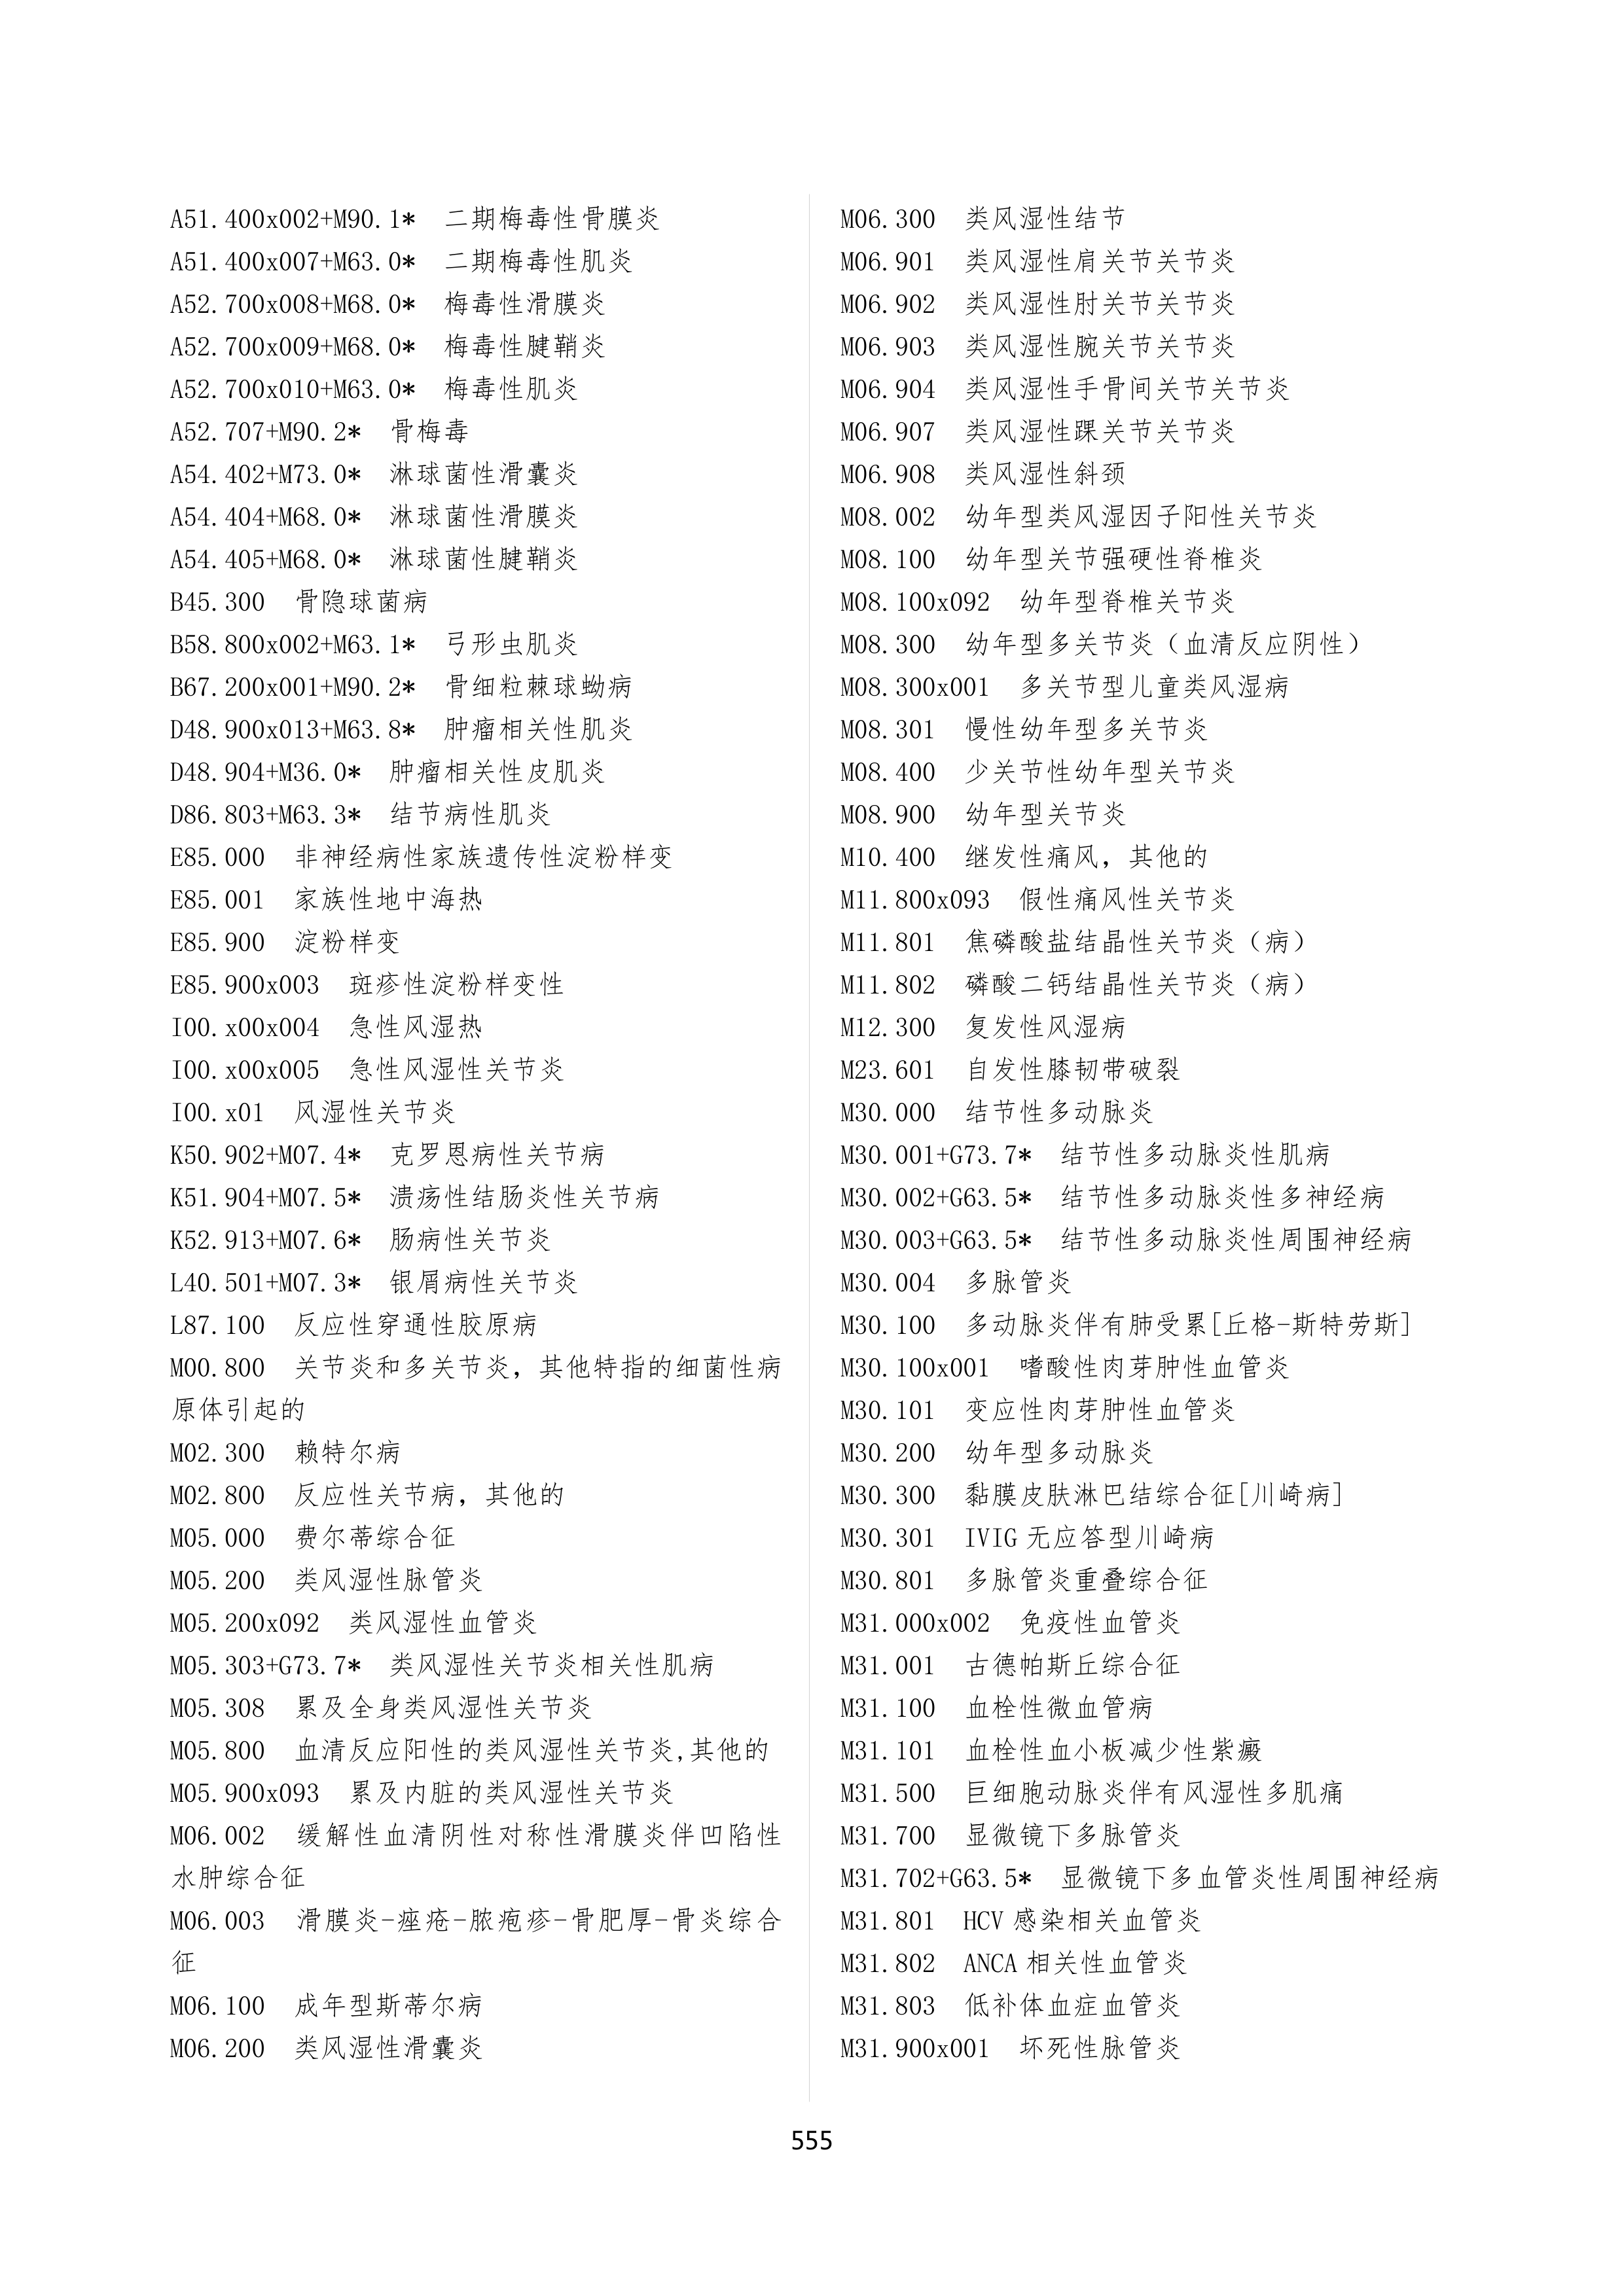 A51.400x002+M90.1* 二期梅毒性骨膜炎
A51.400x007+M63.0* 二期梅毒性肌炎
A52.700x008+M68.0* 梅毒性滑膜炎
A52.700x009+M68.0* 梅毒性腱鞘炎
A52.700x010+M63.0* 梅毒性肌炎
A52.707+M90.2* 骨梅毒
A54.402+M73.0* 淋球菌性滑囊炎
A54.404+M68.0* 淋球菌性滑膜炎
A54.405+M68.0* 淋球菌性腱鞘炎
B45.300 骨隐球菌病
B58.800x002+M63.1* 弓形虫肌炎
B67.200x001+M90.2* 骨细粒棘球蚴病
D48.900x013+M63.8* 肿瘤相关性肌炎
D48.904+M36.0* 肿瘤相关性皮肌炎
D86.803+M63.3* 结节病性肌炎
E85.000 非神经病性家族遗传性淀粉样变
E85.001 家族性地中海热
E85.900 淀粉样变
E85.900x003 斑疹性淀粉样变性
I00.x00x004 急性风湿热
I00.x00x005 急性风湿性关节炎
I00.x01 风湿性关节炎
K50.902+M07.4* 克罗恩病性关节病
K51.904+M07.5* 溃疡性结肠炎性关节病
K52.913+M07.6* 肠病性关节炎
L40.501+M07.3* 银屑病性关节炎
L87.100 反应性穿通性胶原病
M00.800 关节炎和多关节炎，其他特指的细菌性病
原体引起的
M02.300 赖特尔病
M02.800 反应性关节病，其他的
M05.000 费尔蒂综合征
M05.200 类风湿性脉管炎
M05.200x092 类风湿性血管炎
M05.303+G73.7* 类风湿性关节炎相关性肌病
M05.308 累及全身类风湿性关节炎
M05.800 血清反应阳性的类风湿性关节炎,其他的
M05.900x093 累及内脏的类风湿性关节炎
M06.002 缓解性血清阴性对称性滑膜炎伴凹陷性
水肿综合征
M06.003 滑膜炎-痤疮-脓疱疹-骨肥厚-骨炎综合
征
M06.100 成年型斯蒂尔病
M06.200 类风湿性滑囊炎
M06.300 类风湿性结节
M06.901 类风湿性肩关节关节炎
M06.902 类风湿性肘关节关节炎
M06.903 类风湿性腕关节关节炎
M06.904 类风湿性手骨间关节关节炎
M06.907 类风湿性踝关节关节炎
M06.908 类风湿性斜颈
M08.002 幼年型类风湿因子阳性关节炎
M08.100 幼年型关节强硬性脊椎炎
M08.100x092 幼年型脊椎关节炎
M08.300 幼年型多关节炎（血清反应阴性）
M08.300x001 多关节型儿童类风湿病
M08.301 慢性幼年型多关节炎
M08.400 少关节性幼年型关节炎
M08.900 幼年型关节炎
M10.400 继发性痛风，其他的
M11.800x093 假性痛风性关节炎
M11.801 焦磷酸盐结晶性关节炎（病）
M11.802 磷酸二钙结晶性关节炎（病）
M12.300 复发性风湿病
M23.601 自发性膝韧带破裂
M30.000 结节性多动脉炎
M30.001+G73.7* 结节性多动脉炎性肌病
M30.002+G63.5* 结节性多动脉炎性多神经病
M30.003+G63.5* 结节性多动脉炎性周围神经病
M30.004 多脉管炎
M30.100 多动脉炎伴有肺受累[丘格-斯特劳斯]
M30.100x001 嗜酸性肉芽肿性血管炎
M30.101 变应性肉芽肿性血管炎
M30.200 幼年型多动脉炎
M30.300 黏膜皮肤淋巴结综合征[川崎病]
M30.301 IVIG 无应答型川崎病
M30.801 多脉管炎重叠综合征
M31.000x002 免疫性血管炎
M31.001 古德帕斯丘综合征
M31.100 血栓性微血管病
M31.101 血栓性血小板减少性紫癜
M31.500 巨细胞动脉炎伴有风湿性多肌痛
M31.700 显微镜下多脉管炎
M31.702+G63.5* 显微镜下多血管炎性周围神经病
M31.801 HCV 感染相关血管炎
M31.802 ANCA 相关性血管炎
M31.803 低补体血症血管炎
M31.900x001 坏死性脉管炎
555